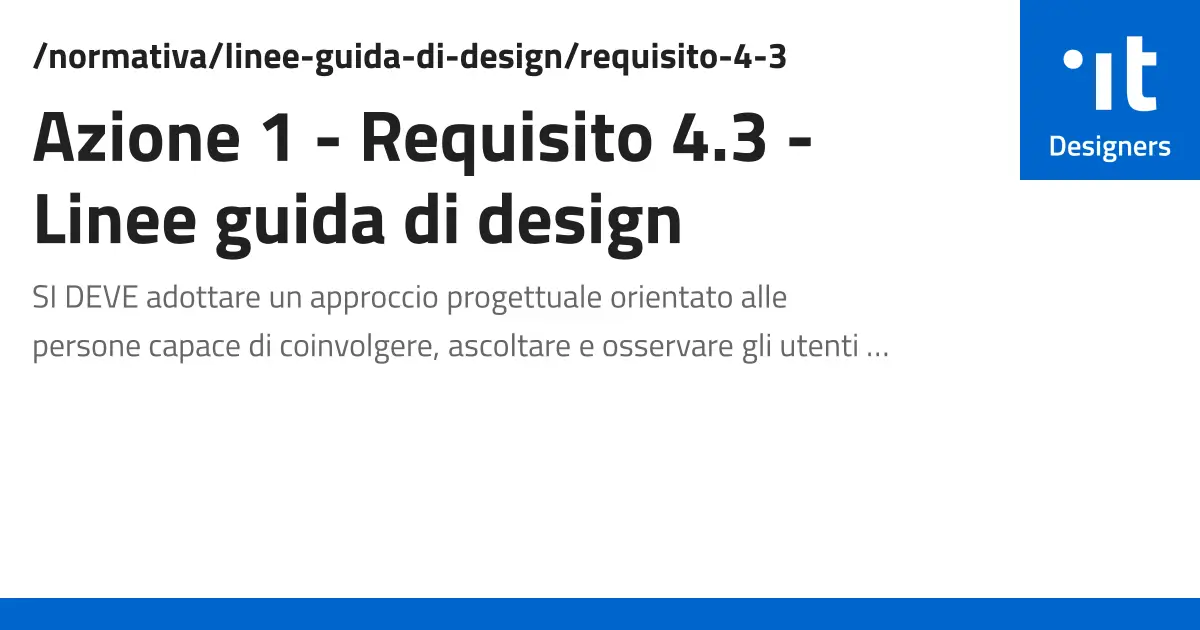 /normativa/linee-guida-di-design/requisito-4-3
Azione 1 - Requisito 4.3 -
Linee guida di design
SI DEVE adottare un approccio progettuale orientato alle
persone capace di coinvolgere, ascoltare e osservare gli utenti ...
it
Designers